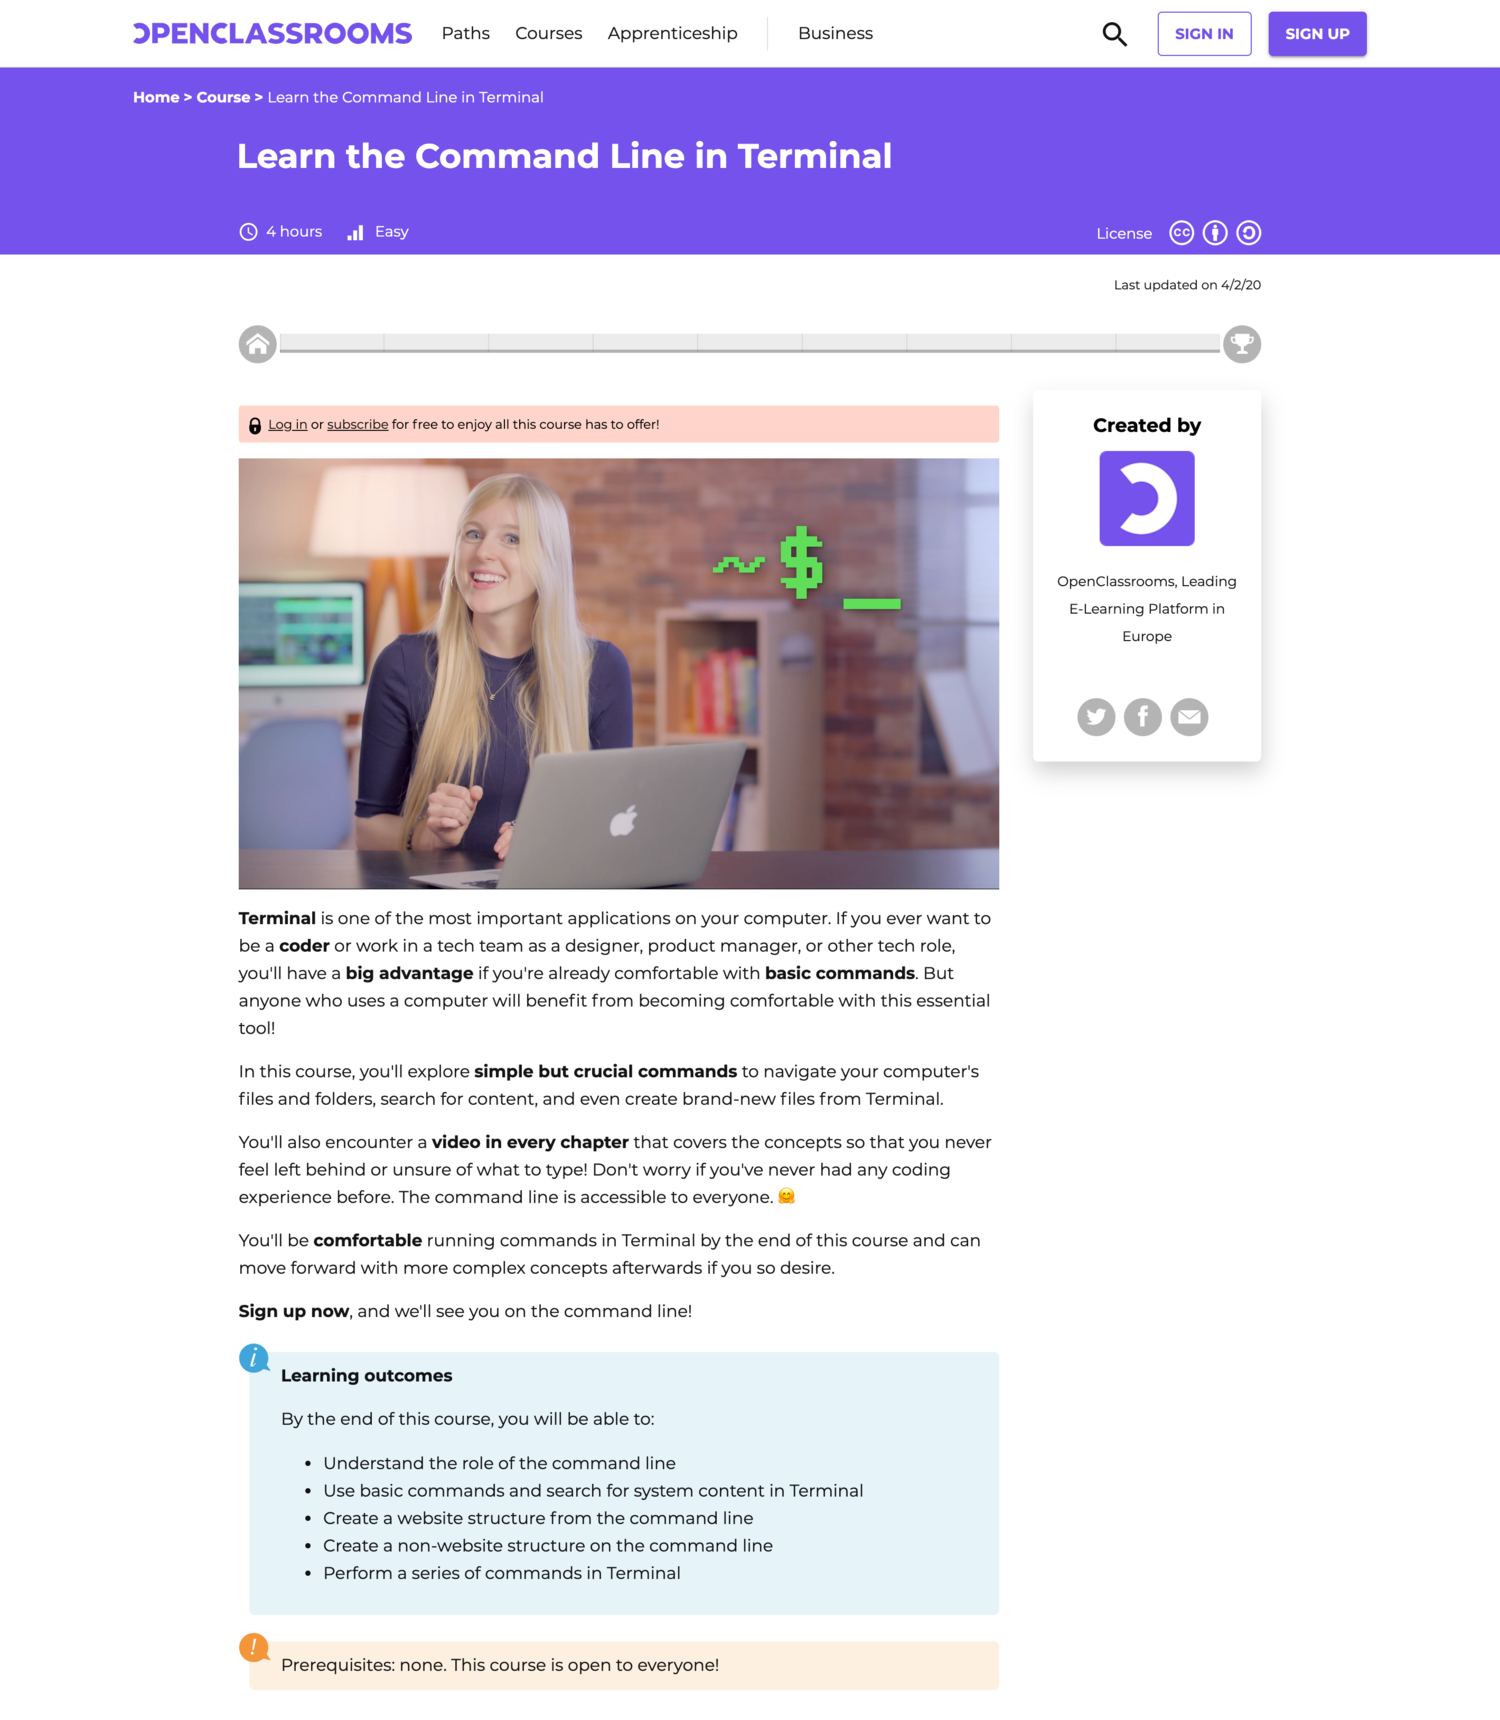 OPENCLASSROOMS
Paths Courses Apprenticeship Business SIGN IN SIGN UP
Home > Course > Learn the Command Line in Terminal
Learn the Command Line in Terminal
4 hours Easy License cc
Last updated on 4/2/20
Log in or subscribe for free to enjoy all this course has to offer!
~$_
Created by
OpenClassrooms, Leading
E-Learning Platform in
Europe
Terminal is one of the most important applications on your computer. If you ever want to
be a coder or work in a tech team as a designer, product manager, or other tech role,
you'll have a big advantage if you're already comfortable with basic commands. But
anyone who uses a computer will benefit from becoming comfortable with this essential
tool!
In this course, you'll explore simple but crucial commands to navigate your computer's
files and folders, search for content, and even create brand-new files from Terminal.
You'll also encounter a video in every chapter that covers the concepts so that you never
feel left behind or unsure of what to type! Don't worry if you've never had any coding
experience before. The command line is accessible to everyone. 🤗
You'll be comfortable running commands in Terminal by the end of this course and can
move forward with more complex concepts afterwards if you so desire.
Sign up now, and we'll see you on the command line!
i
Learning outcomes
By the end of this course, you will be able to:
• Understand the role of the command line
• Use basic commands and search for system content in Terminal
• Create a website structure from the command line
• Create a non-website structure on the command line
• Perform a series of commands in Terminal
!
Prerequisites: none. This course is open to everyone!